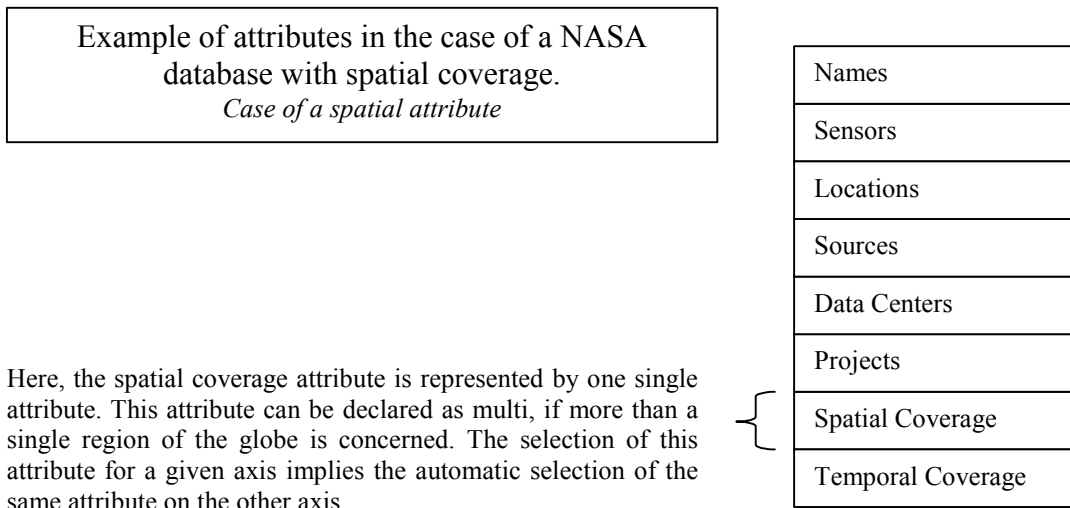 Example of attributes in the case of a NASA
database with spatial coverage.
Case of a spatial attribute
Names
Sensors
Locations
Sources
Data Centers
Projects
Spatial Coverage
Temporal Coverage
Here, the spatial coverage attribute is represented by one single
attribute. This attribute can be declared as multi, if more than a
single region of the globe is concerned. The selection of this
attribute for a given axis implies the automatic selection of the
same attribute on the other axis